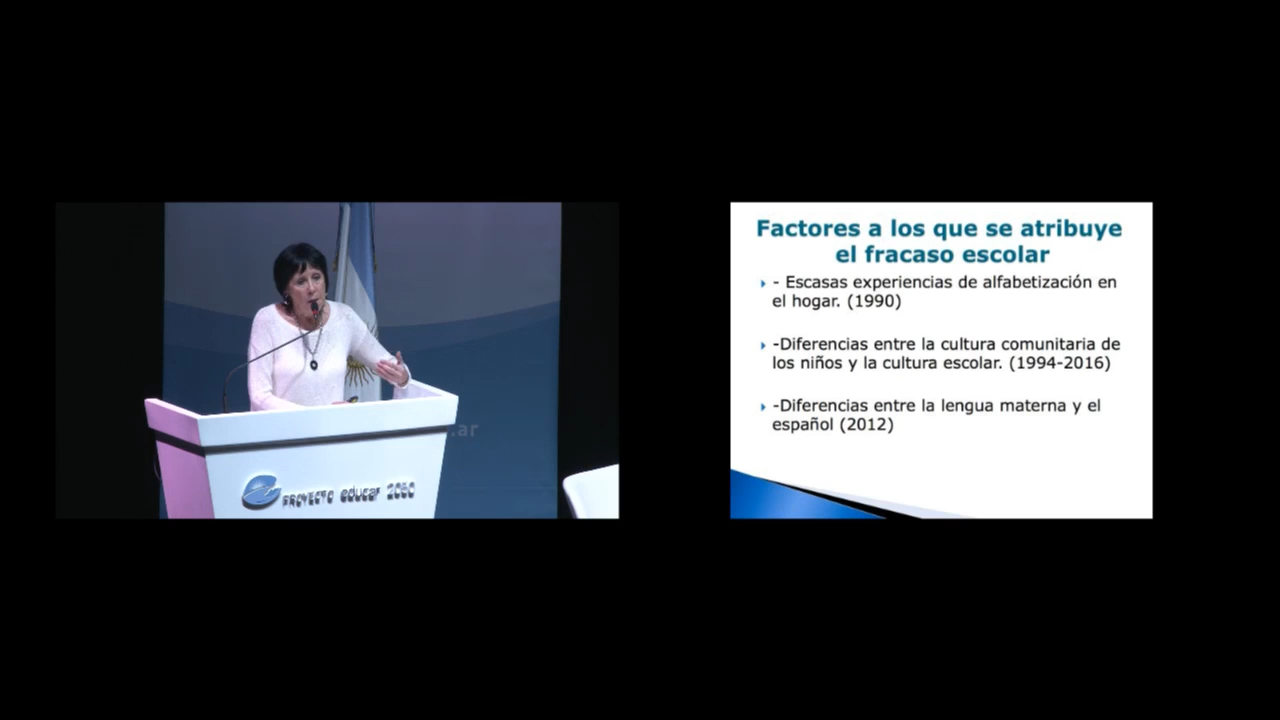 .ar
PROYECTO educar 2050
Factores a los que se atribuye
el fracaso escolar
- Escasas experiencias de alfabetización en
el hogar. (1990)
-Diferencias entre la cultura comunitaria de
los niños y la cultura escolar. (1994-2016)
-Diferencias entre la lengua materna y el
español (2012)